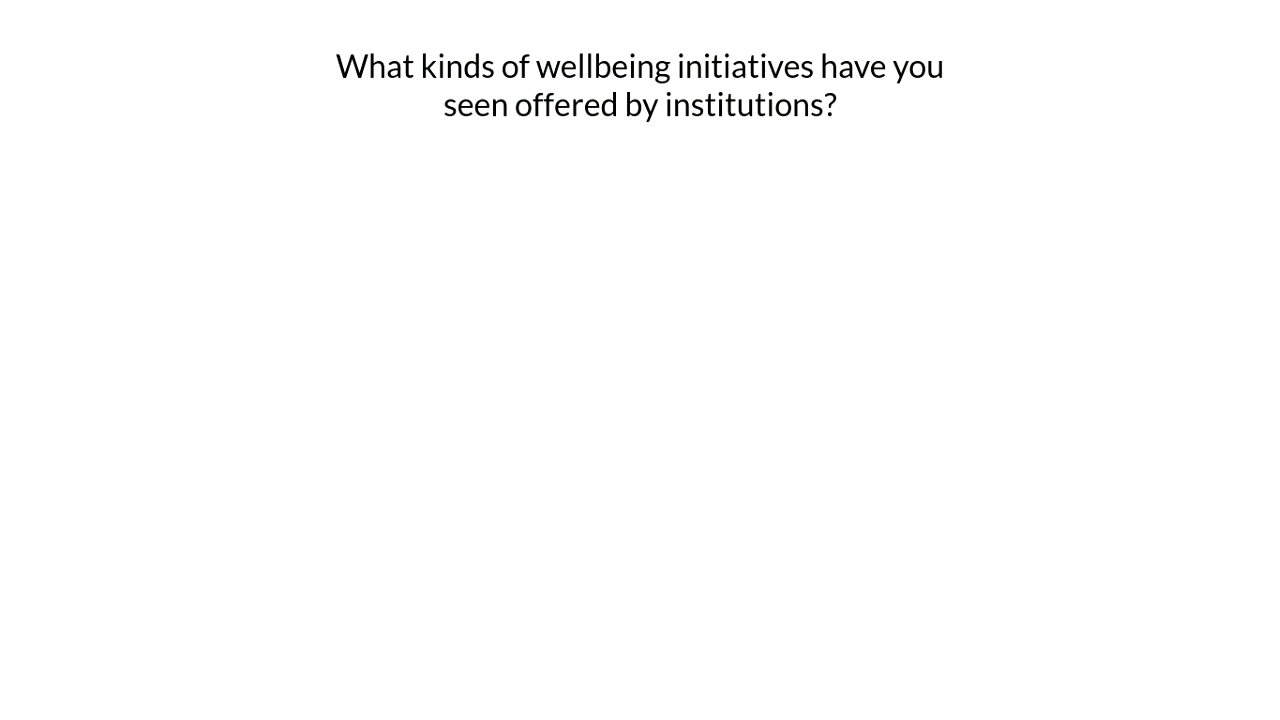 What kinds of wellbeing initiatives have you
seen offered by institutions?